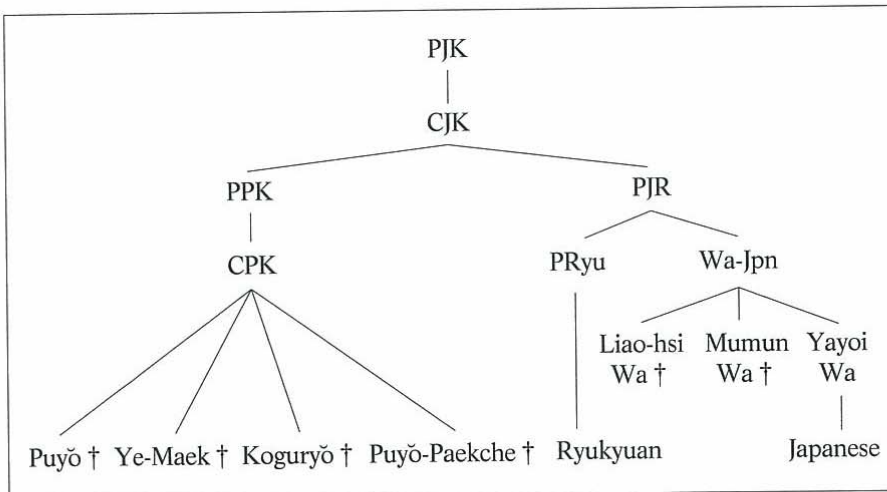 PJK
CJK
PPK PJR
CPK PRyu Wa-Jpn
Liao-hsi Mumun Yayoi
Wa † Wa † Wa
Puyŏ † Ye-Maek † Koguryŏ † Puyŏ-Paekche † Ryukyuan Japanese